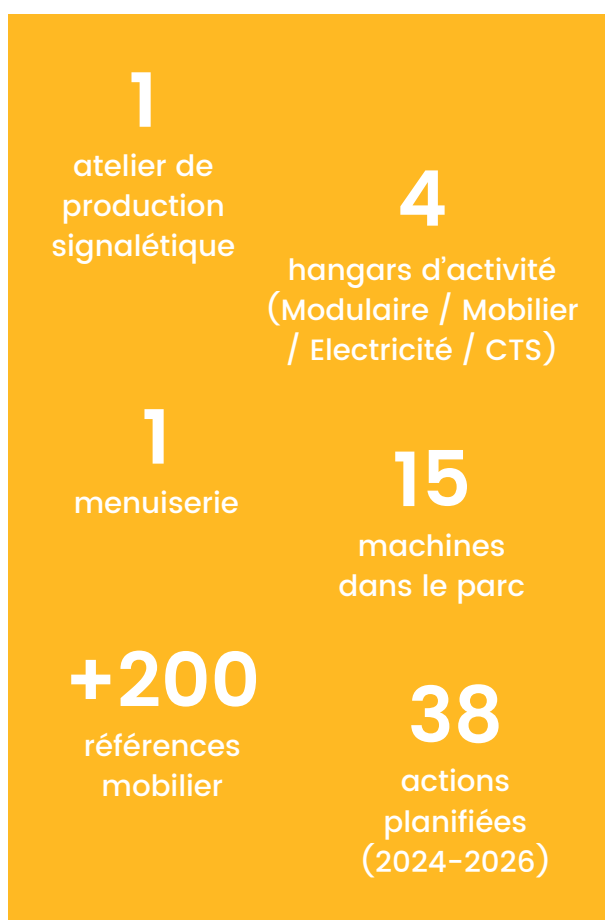 1
atelier de
production
signalétique
4
hangars d'activité
(Modulaire / Mobilier
/ Electricité / CTS)
1
menuiserie
15
machines
dans le parc
+200
références
mobilier
38
actions
planifiées
(2024-2026)